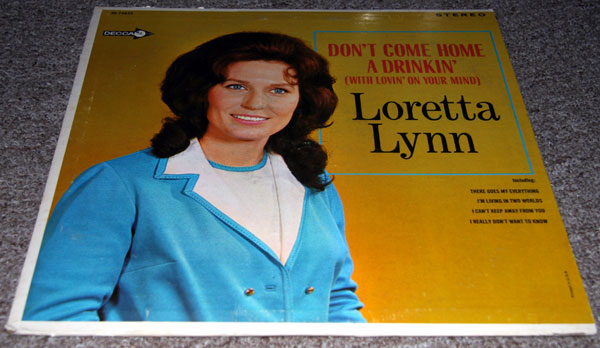 DECCA
STEREO
DON'T COME HOME
A DRINKIN'
(WITH LOVIN' ON YOUR MIND)
Loretta
Lynn
Including:
THERE GOES MY EVERYTHING
I'M LIVING IN TWO WORLDS
I CAN'T KEEP AWAY FROM YOU
I REALLY DON'T WANT TO KNOW